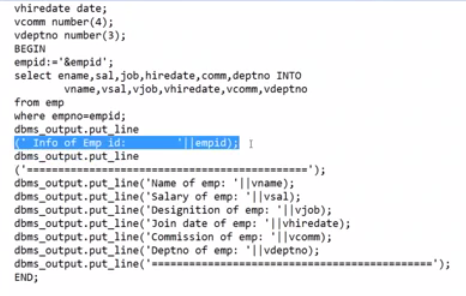 vhiredate date;
vcomm number(4);
vdeptno number(3);
BEGIN
empid:='&empid';
select ename,sal,job,hiredate,comm,deptno INTO
vname,vsal,vjob,vhiredate,vcomm,vdeptno
from emp
where empno=empid;
dbms_output.put_line
(' Info of Emp id:        '||empid);
dbms_output.put_line
('=============================================');
dbms_output.put_line('Name of emp: '||vname);
dbms_output.put_line('Salary of emp: '||vsal);
dbms_output.put_line('Designition of emp: '||vjob);
dbms_output.put_line('Join date of emp: '||vhiredate);
dbms_output.put_line('Commission of emp: '||vcomm);
dbms_output.put_line('Deptno of emp: '||vdeptno);
dbms_output.put_line('=============================================');
END;